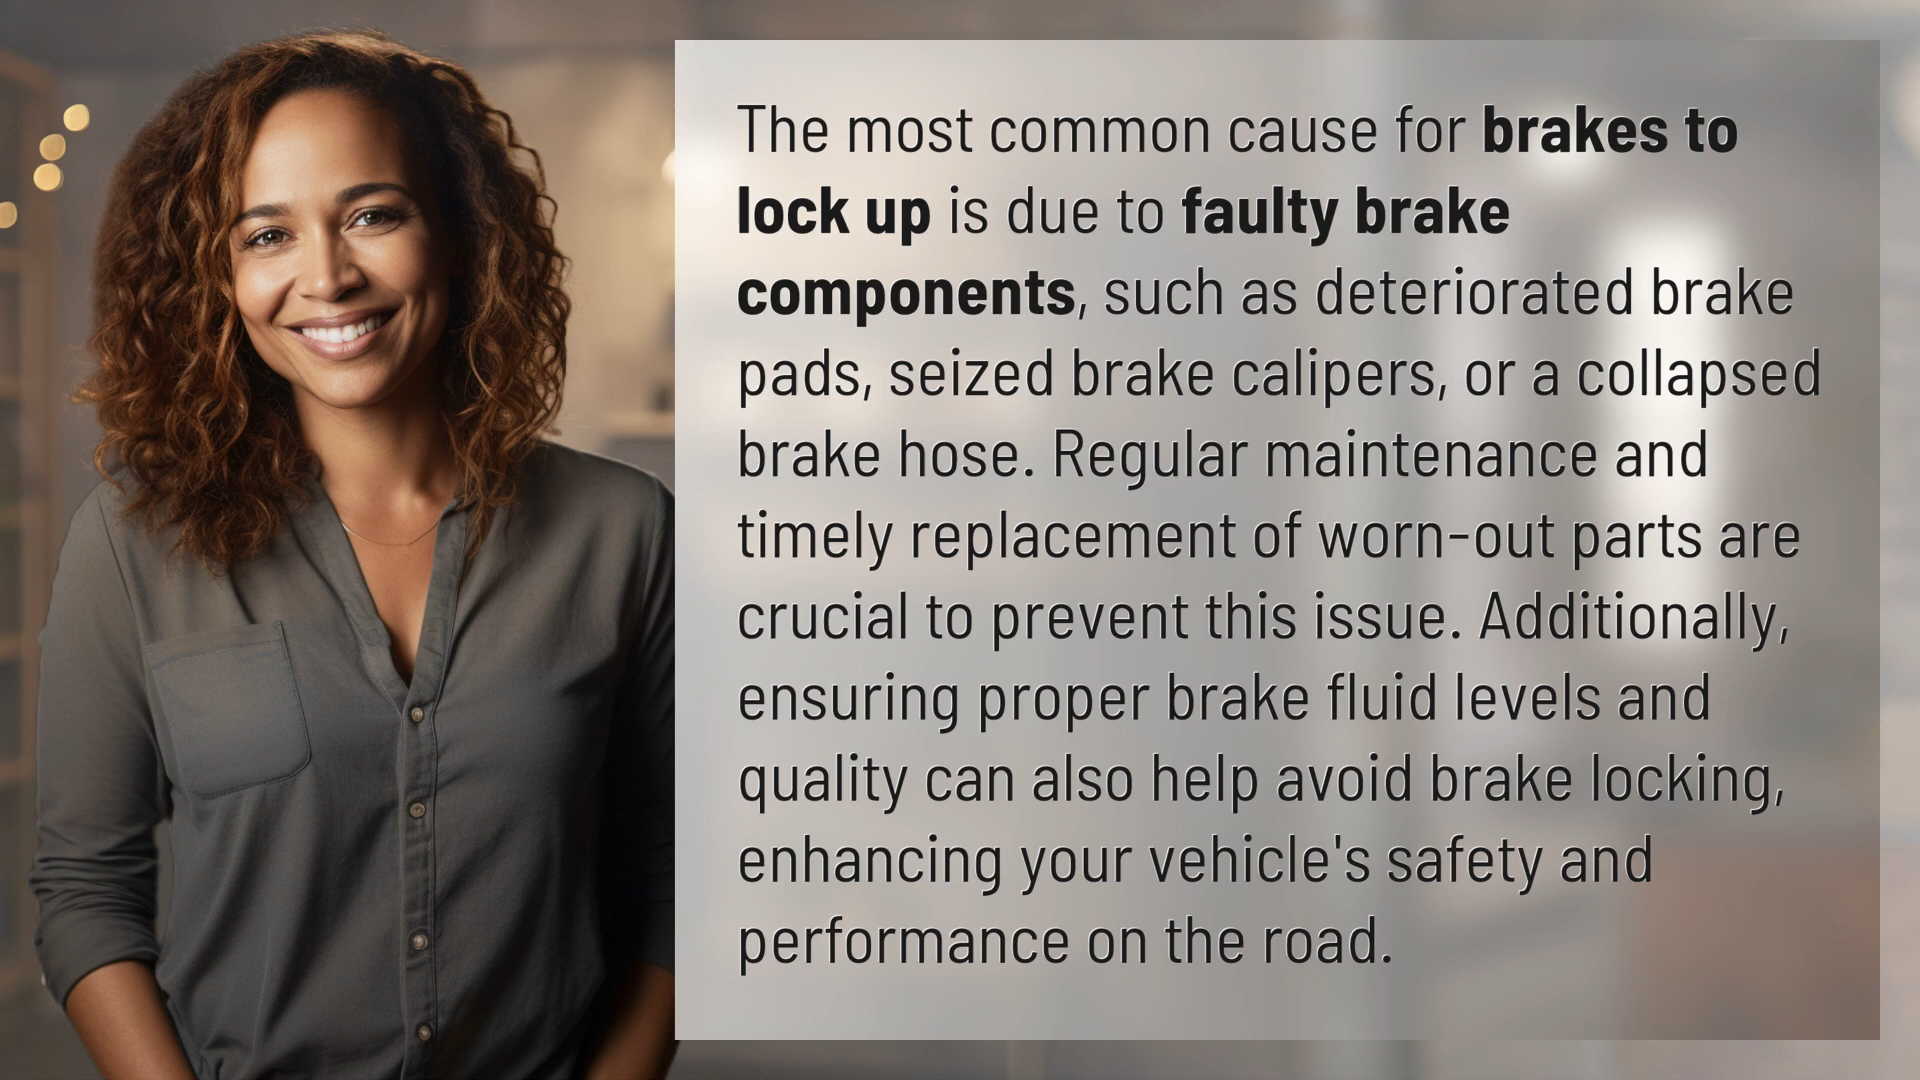 The most common cause for brakes to
lock up is due to faulty brake
components, such as deteriorated brake
pads, seized brake calipers, or a collapsed
brake hose. Regular maintenance and
timely replacement of worn-out parts are
crucial to prevent this issue. Additionally,
ensuring proper brake fluid levels and
quality can also help avoid brake locking,
enhancing your vehicle's safety and
performance on the road.